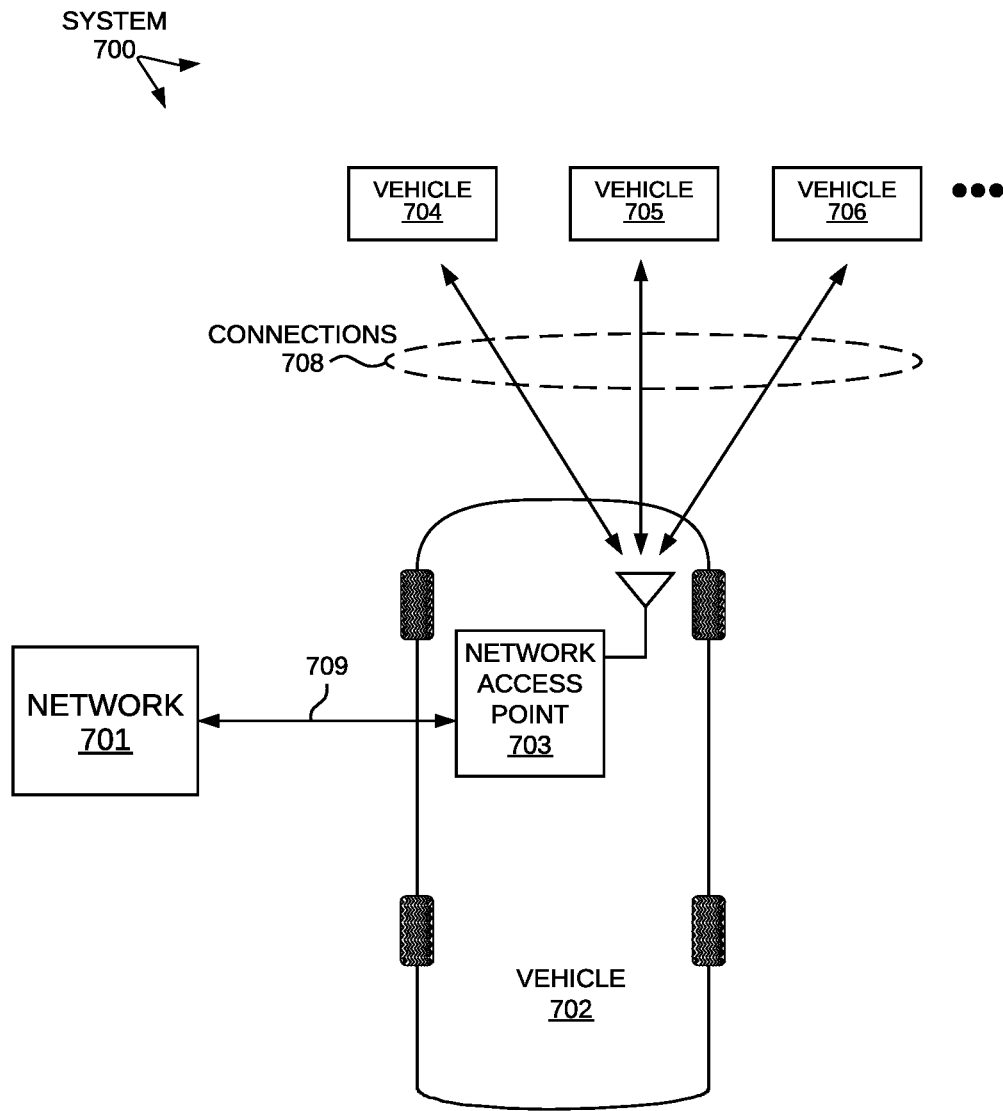 SYSTEM
700
VEHICLE
704
VEHICLE
705
VEHICLE
706
CONNECTIONS
708
NETWORK
ACCESS
POINT
703
709
NETWORK
701
VEHICLE
702